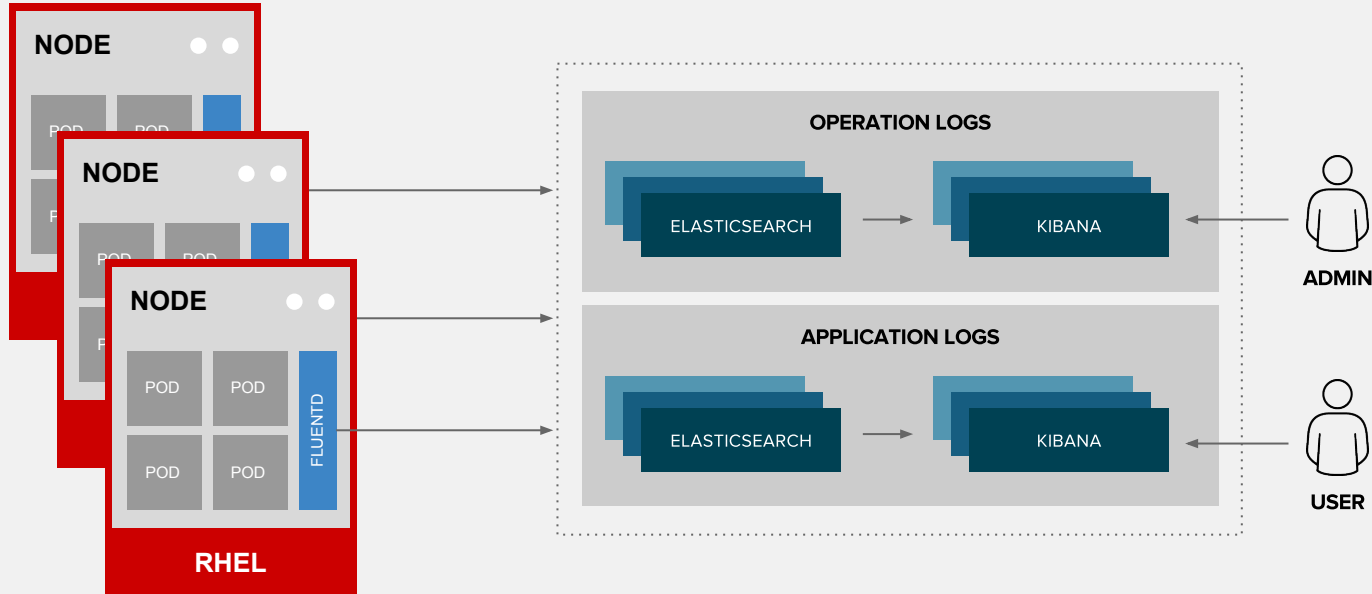 NODE
POD POD
NODE
POD POD
NODE
POD POD
POD POD
FLUENTD
RHEL
OPERATION LOGS
ELASTICSEARCH
KIBANA
APPLICATION LOGS
ELASTICSEARCH
KIBANA
ADMIN
USER